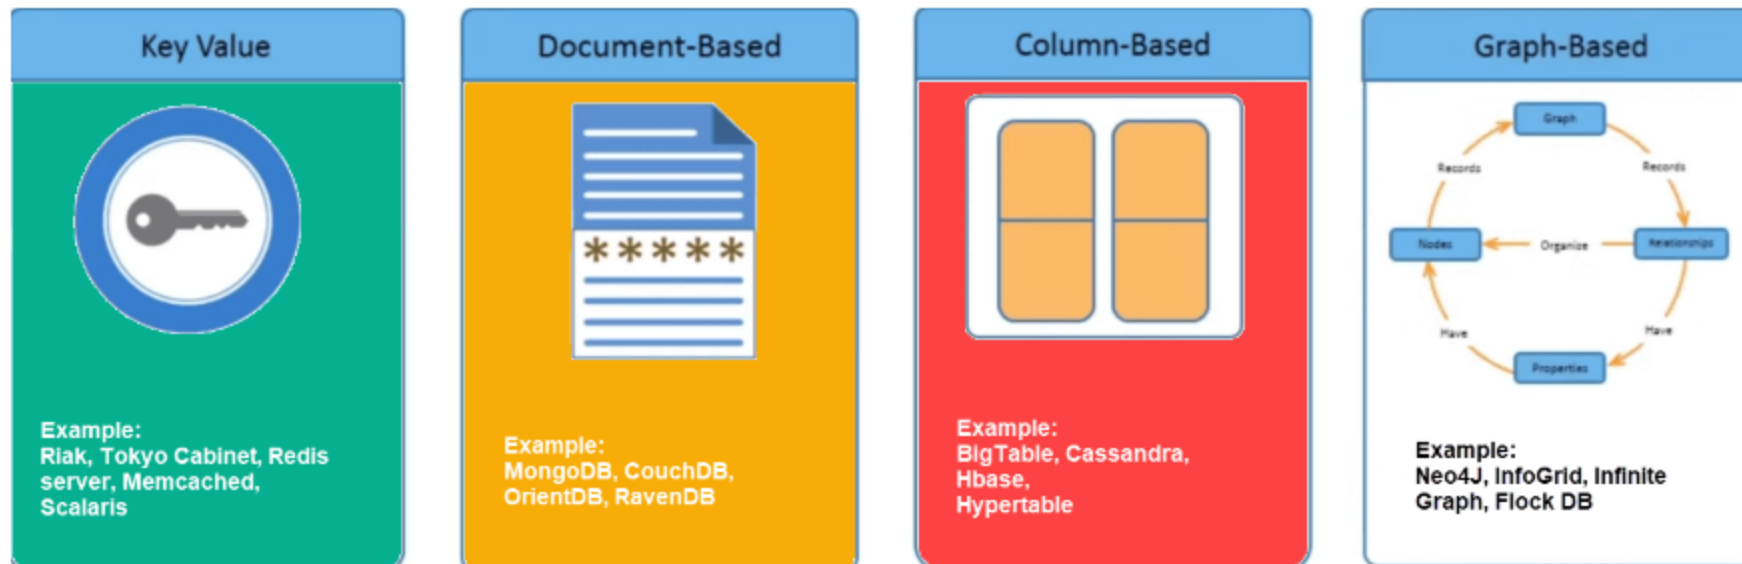 Key Value
Example:
Riak, Tokyo Cabinet, Redis
server, Memcached,
Scalaris
Document-Based
* * * * *
Example:
MongoDB, CouchDB,
OrientDB, RavenDB
Column-Based
Example:
BigTable, Cassandra,
Hbase,
Hypertable
Graph-Based
Graph
Records
Records
Nodes
Organise
Relationships
Have
Have
Properties
Example:
Neo4J, InfoGrid, Infinite
Graph, Flock DB